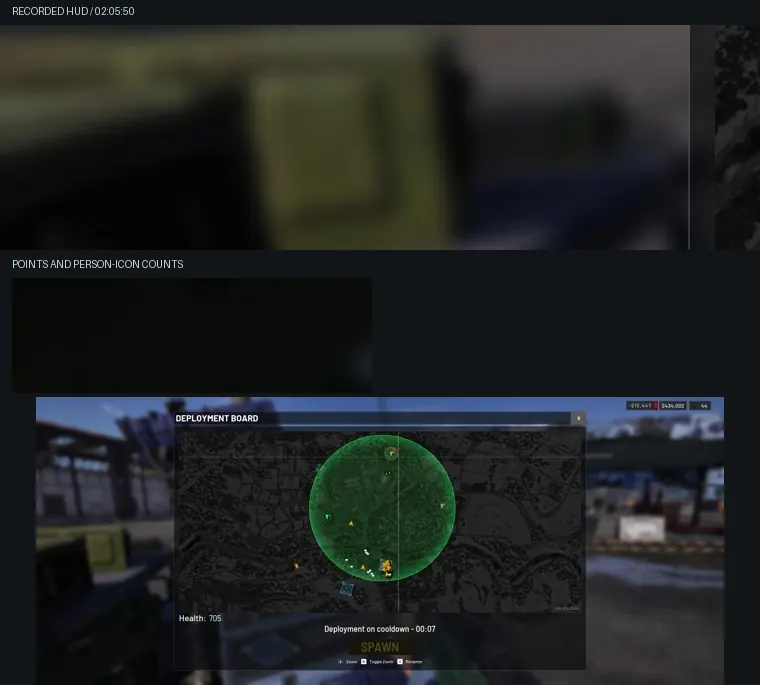 RECORDED HUD / 02:05:50
POINTS AND PERSON-ICON COUNTS
$434,002
44
DEPLOYMENT BOARD
X
Health: 705
Deployment on cooldown - 00:07
SPAWN
Zoom
Toggle Zoom
Recenter